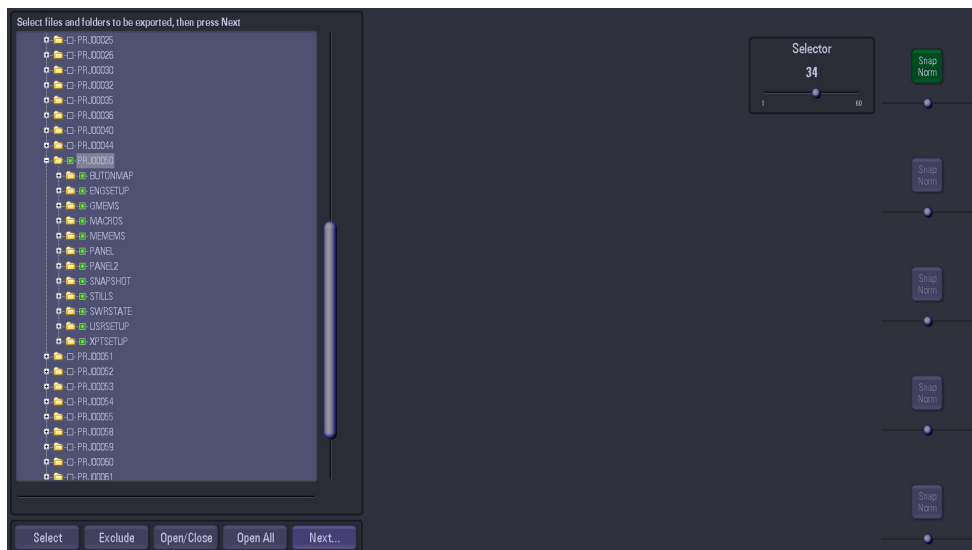 Select files and folders to be exported, then press Next
PRJ00025
PRJ00026
PRJ00030
PRJ00032
PRJ00035
PRJ00036
PRJ00040
PRJ00044
PRJ00050
BUTONMAP
ENGSETUP
GMEMS
MACROS
MEMEMS
PANEL
PANEL2
SNAPSHOT
STILLS
SWRSTATE
USRSETUP
XPTSETUP
PRJ00051
PRJ00052
PRJ00053
PRJ00054
PRJ00055
PRJ00058
PRJ00059
PRJ00060
PRJ00061
Select Exclude Open/Close Open All Next...
Selector
34
1 60
Snap
Norm
Snap
Norm
Snap
Norm
Snap
Norm
Snap
Norm